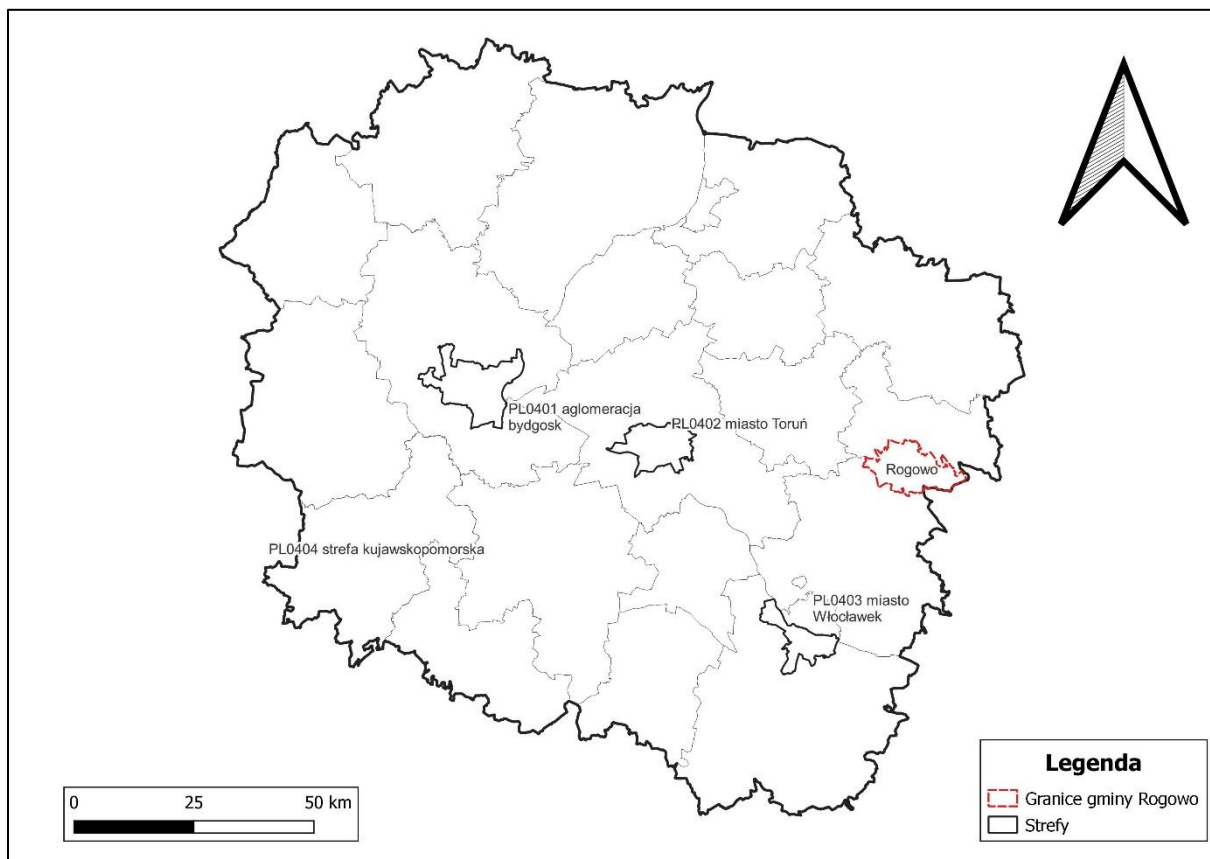 PL0401 aglomeracja
bydgosk
PL0402 miasto Toruń
Rogowo
PL0404 strefa kujawskopomorska
PL0403 miasto
Włocławek
0 25 50 km
Legenda
Granice gminy Rogowo
Strefy